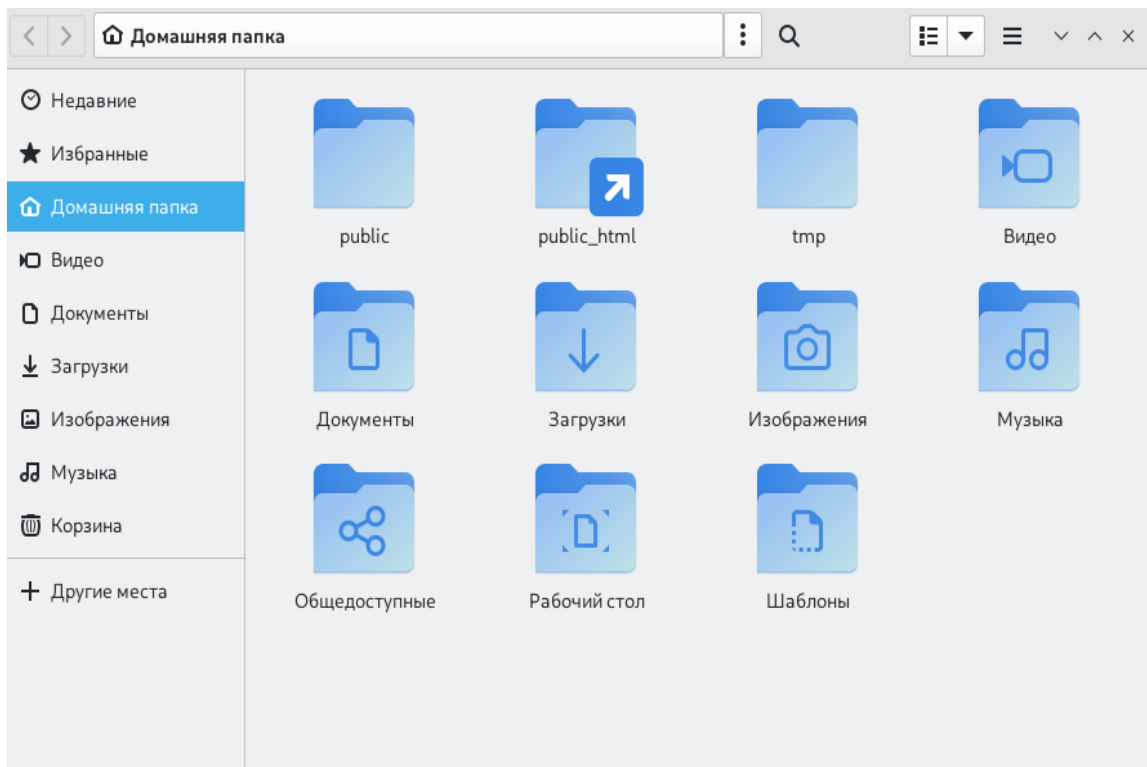 Домашняя папка
Недавние
Избранные
Домашняя папка
Видео
Документы
Загрузки
Изображения
Музыка
Корзина
Другие места
public
public_html
tmp
Видео
Документы
Загрузки
Изображения
Музыка
Общедоступные
Рабочий стол
Шаблоны